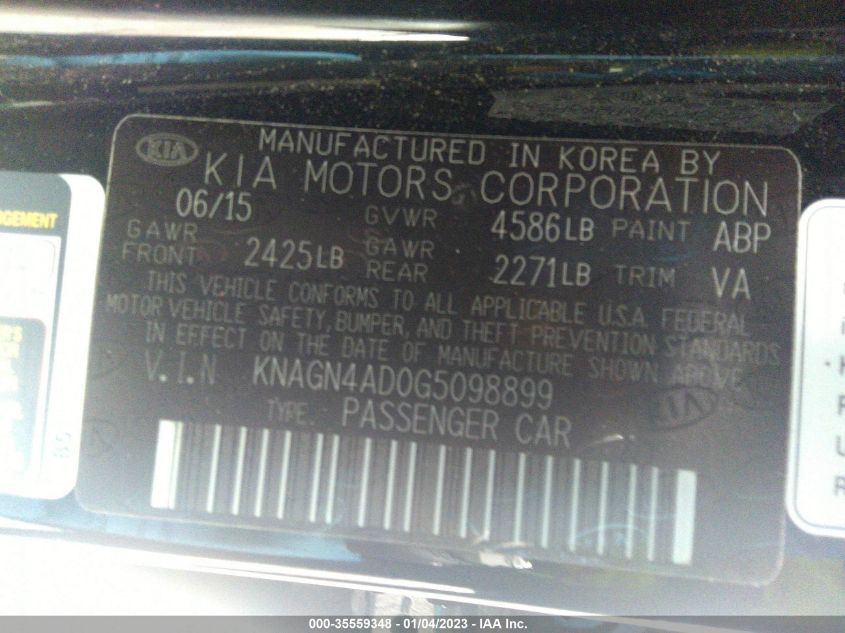 KIA
MANUFACTURED IN KOREA BY
KIA MOTORS CORPORATION
06/15 GVWR 4586LB PAINT ABP
GAWR FRONT 2425LB GAWR REAR 2271LB TRIM VA
THIS VEHICLE CONFORMS TO ALL APPLICABLE U.S.A. FEDERAL
MOTOR VEHICLE SAFETY, BUMPER, AND THEFT PREVENTION STANDARDS
IN EFFECT ON THE DATE OF MANUFACTURE SHOWN ABOVE
V.I.N KNAGN4AD0G5098899
TYPE: PASSENGER CAR
KIA
000-35559348 - 01/04/2023 - IAA Inc.